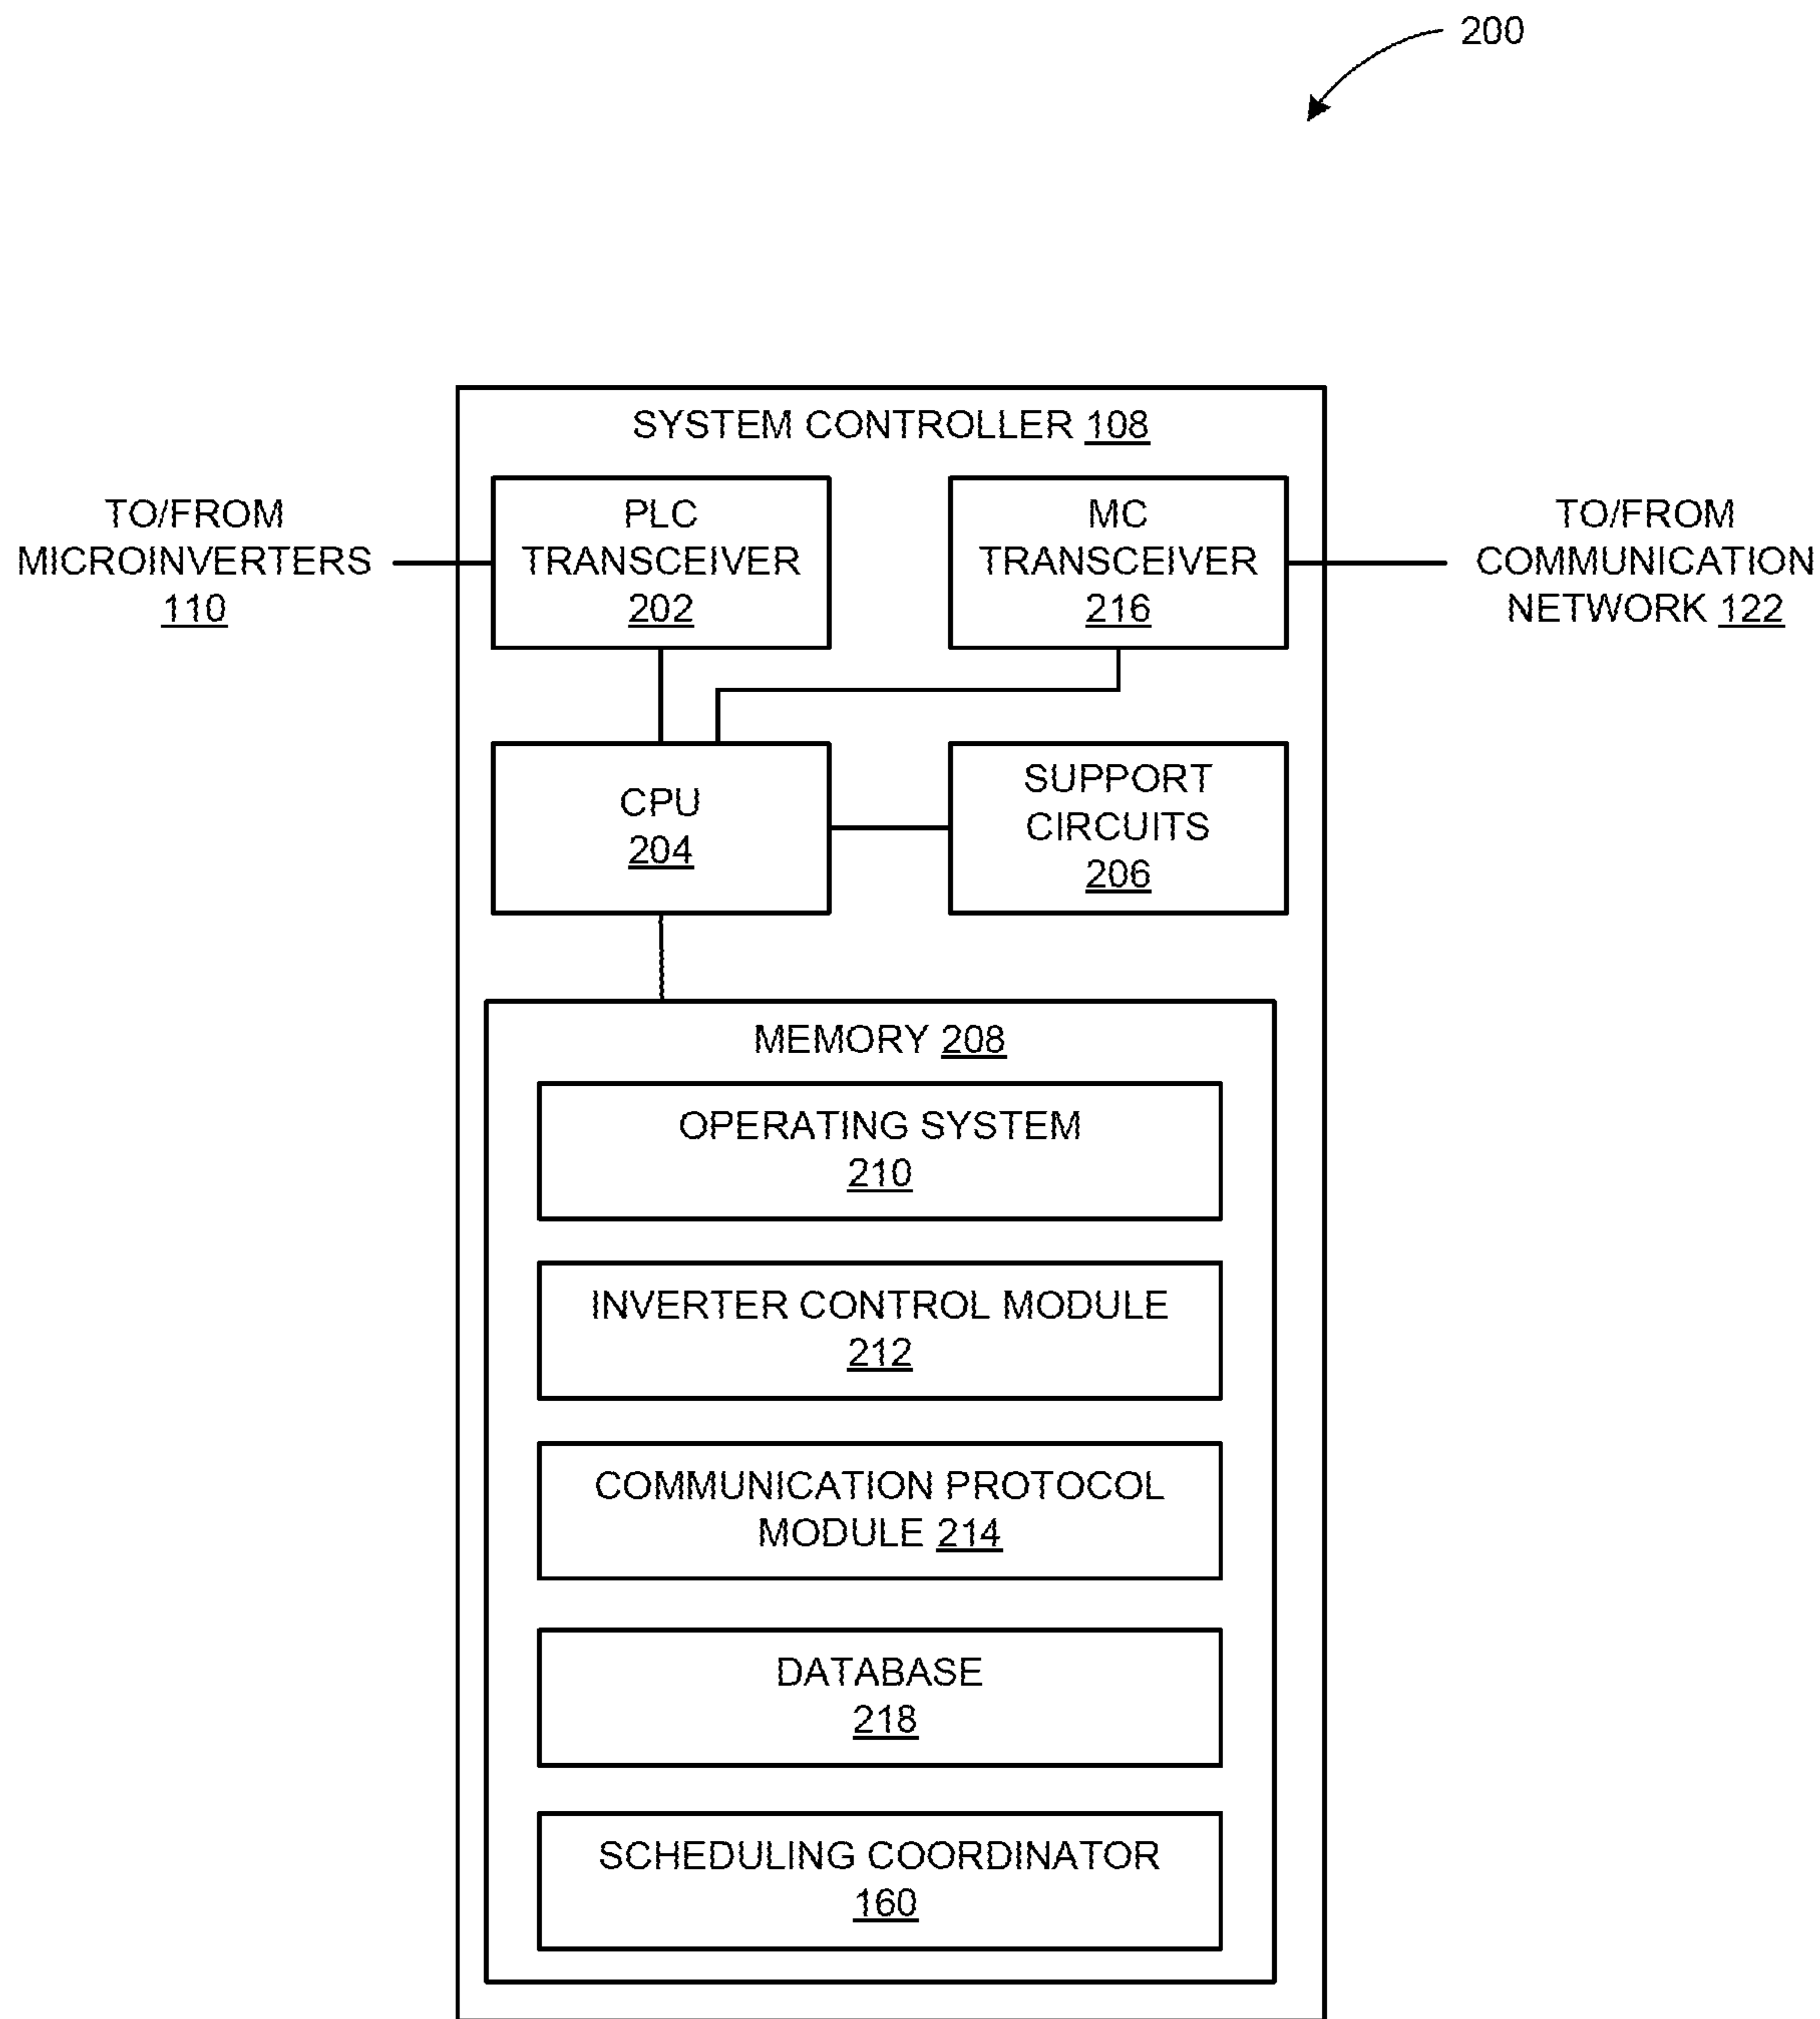 200
SYSTEM CONTROLLER 108
TO/FROM
MICROINVERTERS
110
PLC
TRANSCEIVER
202
MC
TRANSCEIVER
216
TO/FROM
COMMUNICATION
NETWORK 122
CPU
204
SUPPORT
CIRCUITS
206
MEMORY 208
OPERATING SYSTEM
210
INVERTER CONTROL MODULE
212
COMMUNICATION PROTOCOL
MODULE 214
DATABASE
218
SCHEDULING COORDINATOR
160